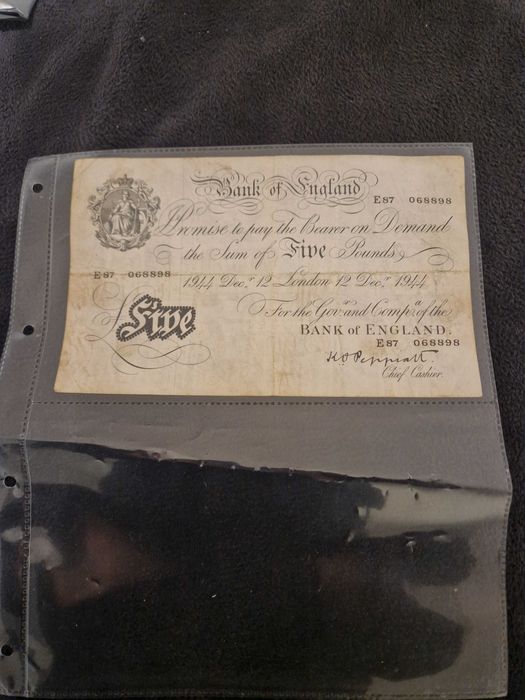 Bank of England
E87 068898
I Promise to pay the Bearer on Demand
the Sum of Five Pounds
E87 068898
1944 Dec.r 12 London 12 Dec.r 1944
For the Gov.r and Comp.a of the
BANK of ENGLAND.
£Five
E87 068898
K O Peppiatt
Chief Cashier.